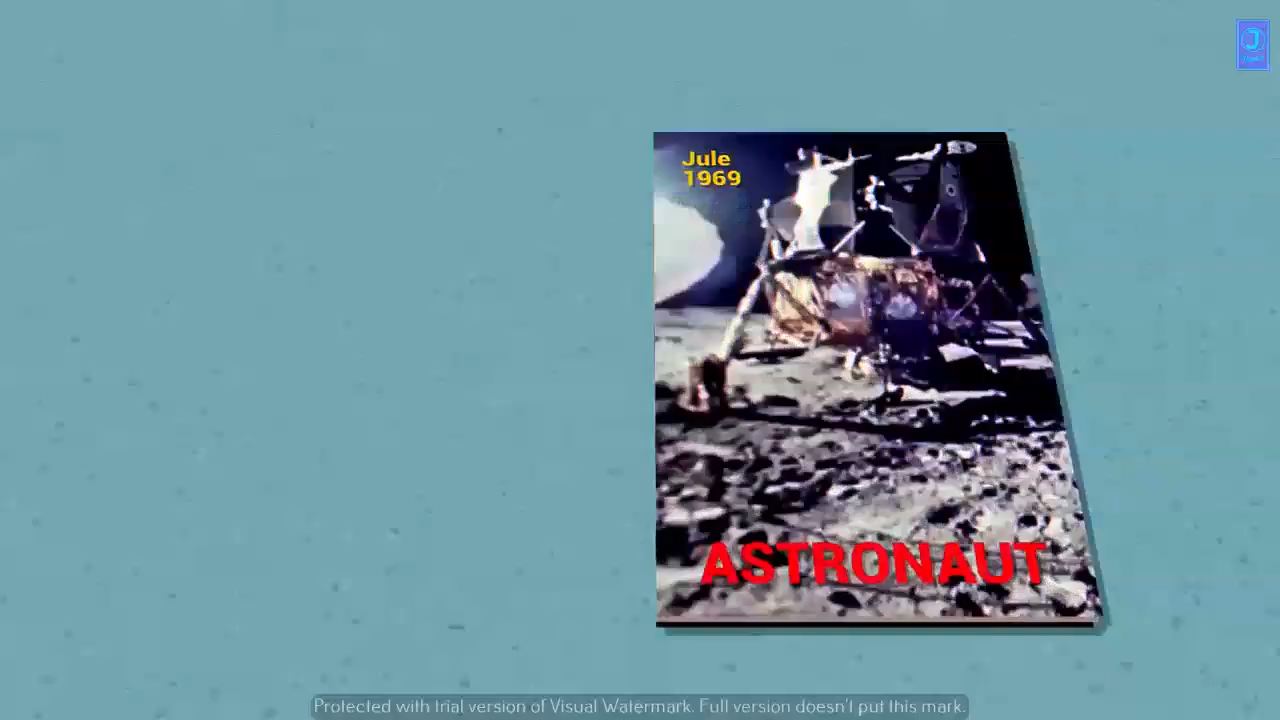 Jule
1969
J
ASTRONAUT
Protected with trial version of Visual Watermark. Full version doesn't put this mark.